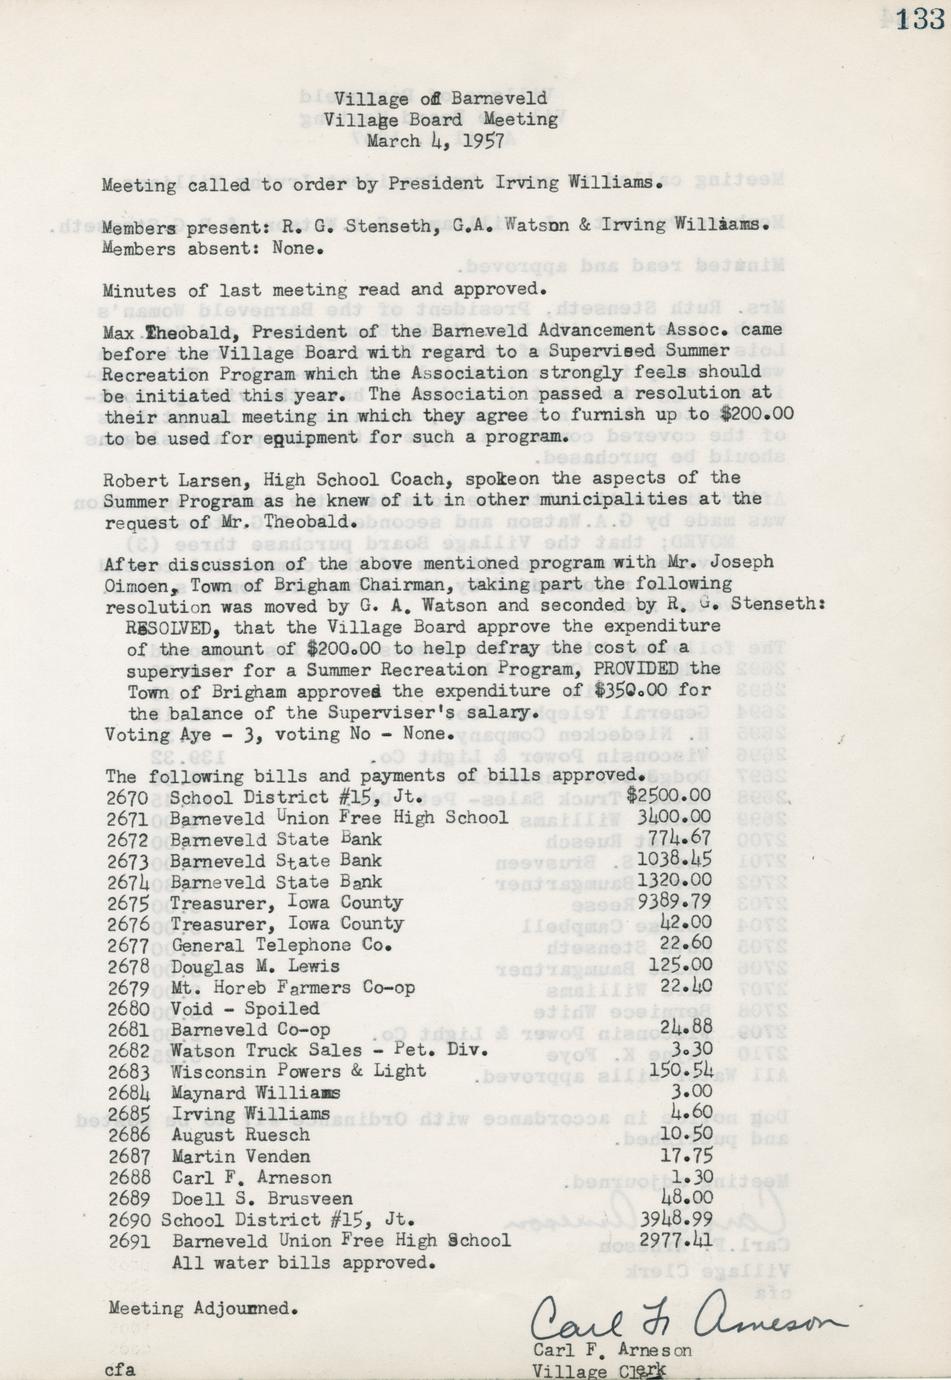 133
Village of Barneveld
Village Board Meeting
March 4, 1957
Meeting called to order by President Irving Williams.
Members present: R. G. Stenseth, G.A. Watson & Irving Williams.
Members absent: None.
Minutes of last meeting read and approved.
Max Theobald, President of the Barneveld Advancement Assoc. came
before the Village Board with regard to a Supervised Summer
Recreation Program which the Association strongly feels should
be initiated this year. The Association passed a resolution at
their annual meeting in which they agree to furnish up to $200.00
to be used for equipment for such a program.
Robert Larsen, High School Coach, spokeon the aspects of the
Summer Program as he knew of it in other municipalities at the
request of Mr. Theobald.
After discussion of the above mentioned program with Mr. Joseph
Oimoen, Town of Brigham Chairman, taking part the following
resolution was moved by G. A. Watson and seconded by R. G. Stenseth:
RESOLVED, that the Village Board approve the expenditure
of the amount of $200.00 to help defray the cost of a
superviser for a Summer Recreation Program, PROVIDED the
Town of Brigham approved the expenditure of $350.00 for
the balance of the Superviser's salary.
Voting Aye - 3, voting No - None.
The following bills and payments of bills approved.
2670 School District #15, Jt. $2500.00
2671 Barneveld Union Free High School 3400.00
2672 Barneveld State Bank 774.67
2673 Barneveld State Bank 1038.45
2674 Barneveld State Bank 1320.00
2675 Treasurer, Iowa County 9389.79
2676 Treasurer, Iowa County 42.00
2677 General Telephone Co. 22.60
2678 Douglas M. Lewis 125.00
2679 Mt. Horeb Farmers Co-op 22.40
2680 Void - Spoiled
2681 Barneveld Co-op 24.88
2682 Watson Truck Sales - Pet. Div. 3.30
2683 Wisconsin Powers & Light 150.54
2684 Maynard Williams 3.00
2685 Irving Williams 4.60
2686 August Ruesch 10.50
2687 Martin Venden 17.75
2688 Carl F. Arneson 1.30
2689 Doell S. Brusveen 48.00
2690 School District #15, Jt. 3948.99
2691 Barneveld Union Free High School 2977.41
All water bills approved.
Meeting Adjourned.
Carl F. Arneson
Carl F. Arneson
Village Clerk
cfa